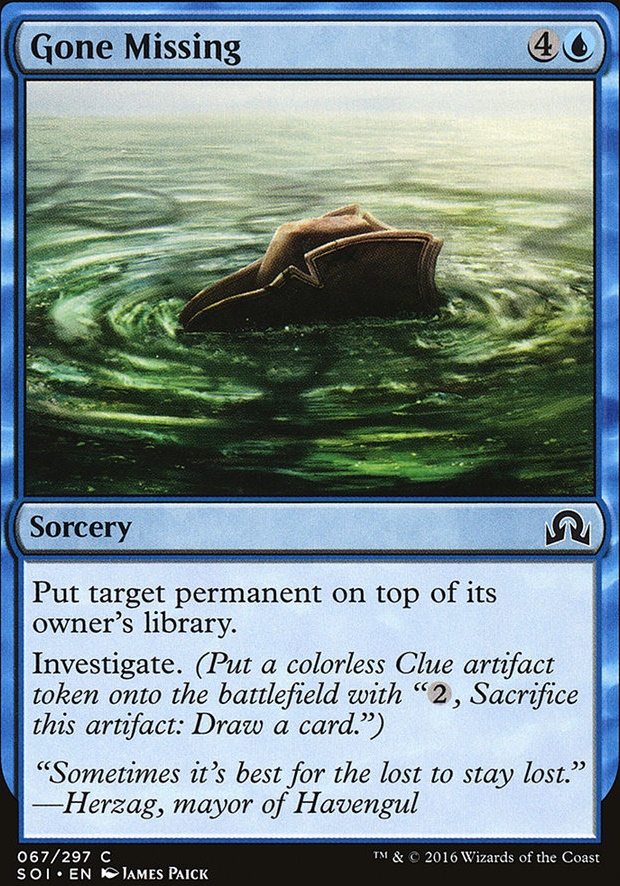 Gone Missing 4
Sorcery
Put target permanent on top of its
owner’s library.
Investigate. (Put a colorless Clue artifact
token onto the battlefield with “2, Sacrifice
this artifact: Draw a card.”)
“Sometimes it’s best for the lost to stay lost.”
—Herzag, mayor of Havengul
067/297 C
SOI • EN James Paick
™ & © 2016 Wizards of the Coast